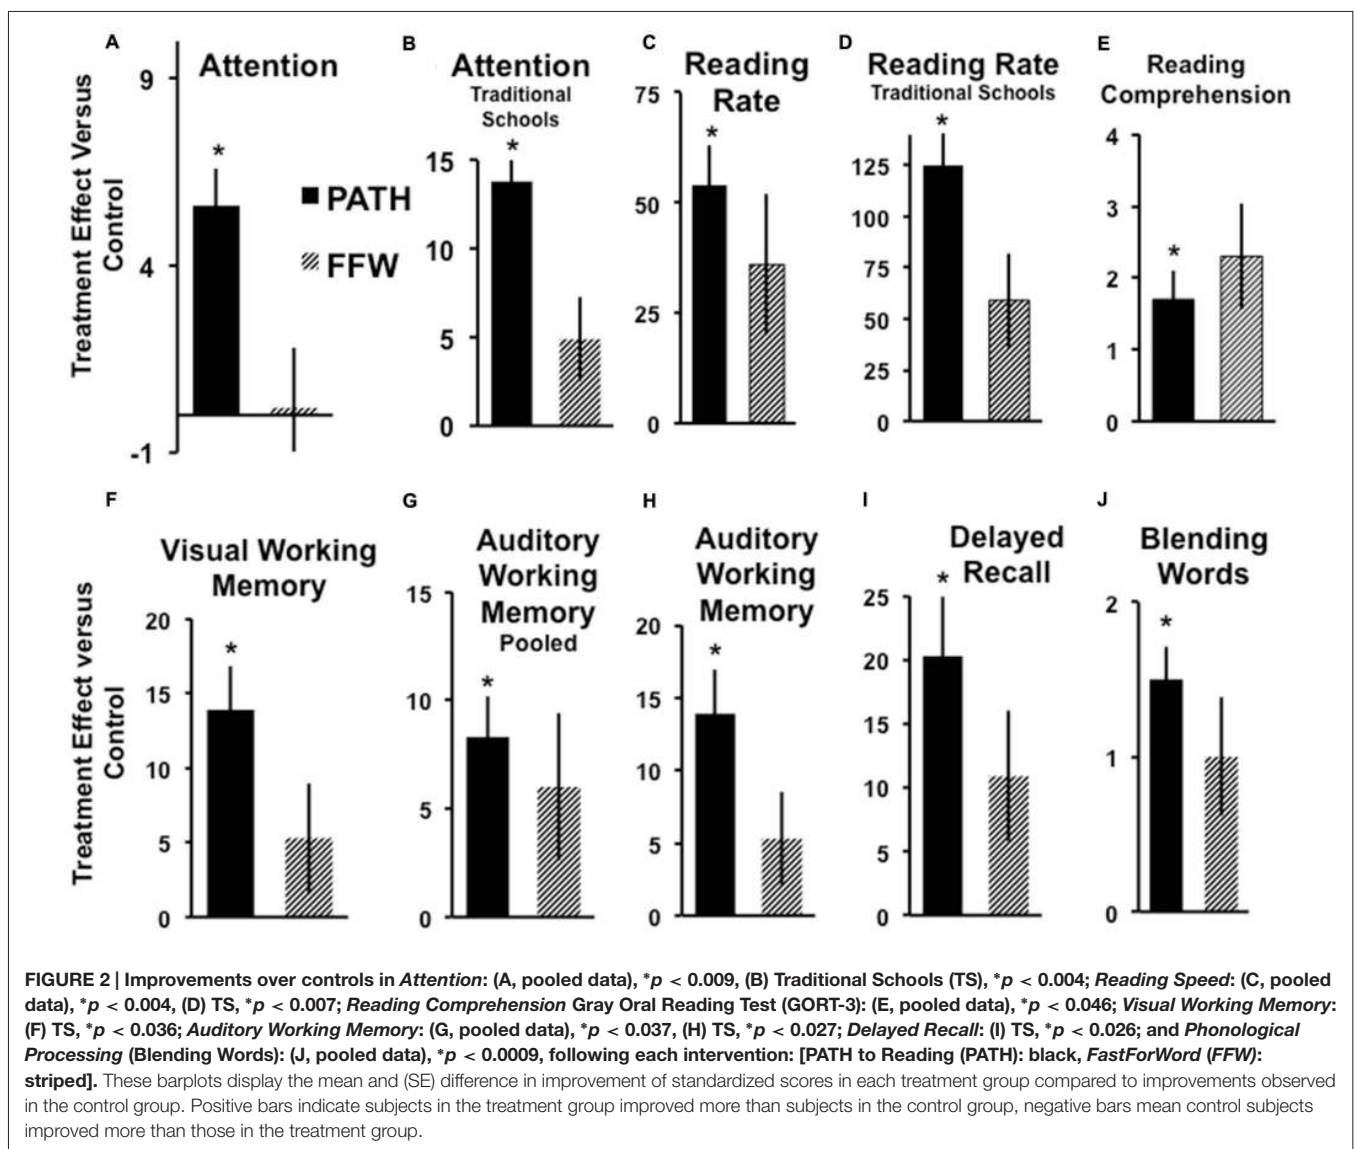 A
Attention
9
4
-1
Treatment Effect Versus
Control
*
PATH
FFW
B
Attention
Traditional
Schools
15
10
5
0
*
C
Reading
Rate
75
50
25
0
*
D
Reading Rate
Traditional Schools
125
100
75
50
25
0
*
E
Reading
Comprehension
4
3
2
1
0
*
F
Visual Working
Memory
Treatment Effect versus
Control
20
15
10
5
0
*
G
Auditory
Working
Memory
Pooled
15
10
5
0
*
H
Auditory
Working
Memory
20
15
10
5
0
*
I
Delayed
Recall
25
20
15
10
5
0
*
J
Blending
Words
2
1
0
*
FIGURE 2 | Improvements over controls in Attention: (A, pooled data), *p < 0.009, (B) Traditional Schools (TS), *p < 0.004; Reading Speed: (C, pooled
data), *p < 0.004, (D) TS, *p < 0.007; Reading Comprehension Gray Oral Reading Test (GORT-3): (E, pooled data), *p < 0.046; Visual Working Memory:
(F) TS, *p < 0.036; Auditory Working Memory: (G, pooled data), *p < 0.037, (H) TS, *p < 0.027; Delayed Recall: (I) TS, *p < 0.026; and Phonological
Processing (Blending Words): (J, pooled data), *p < 0.0009, following each intervention: [PATH to Reading (PATH): black, FastForWord (FFW):
striped]. These barplots display the mean and (SE) difference in improvement of standardized scores in each treatment group compared to improvements observed
in the control group. Positive bars indicate subjects in the treatment group improved more than subjects in the control group, negative bars mean control subjects
improved more than those in the treatment group.